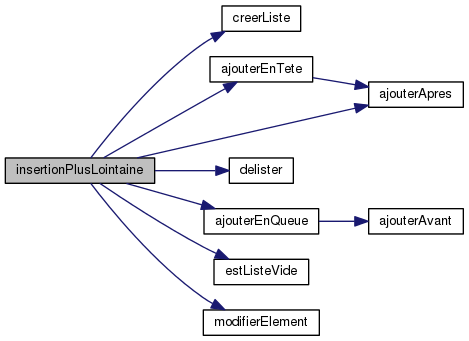 creerListe
ajouterEnTete
ajouterApres
insertionPlusLointaine
delister
ajouterEnQueue
ajouterAvant
estListeVide
modifierElement